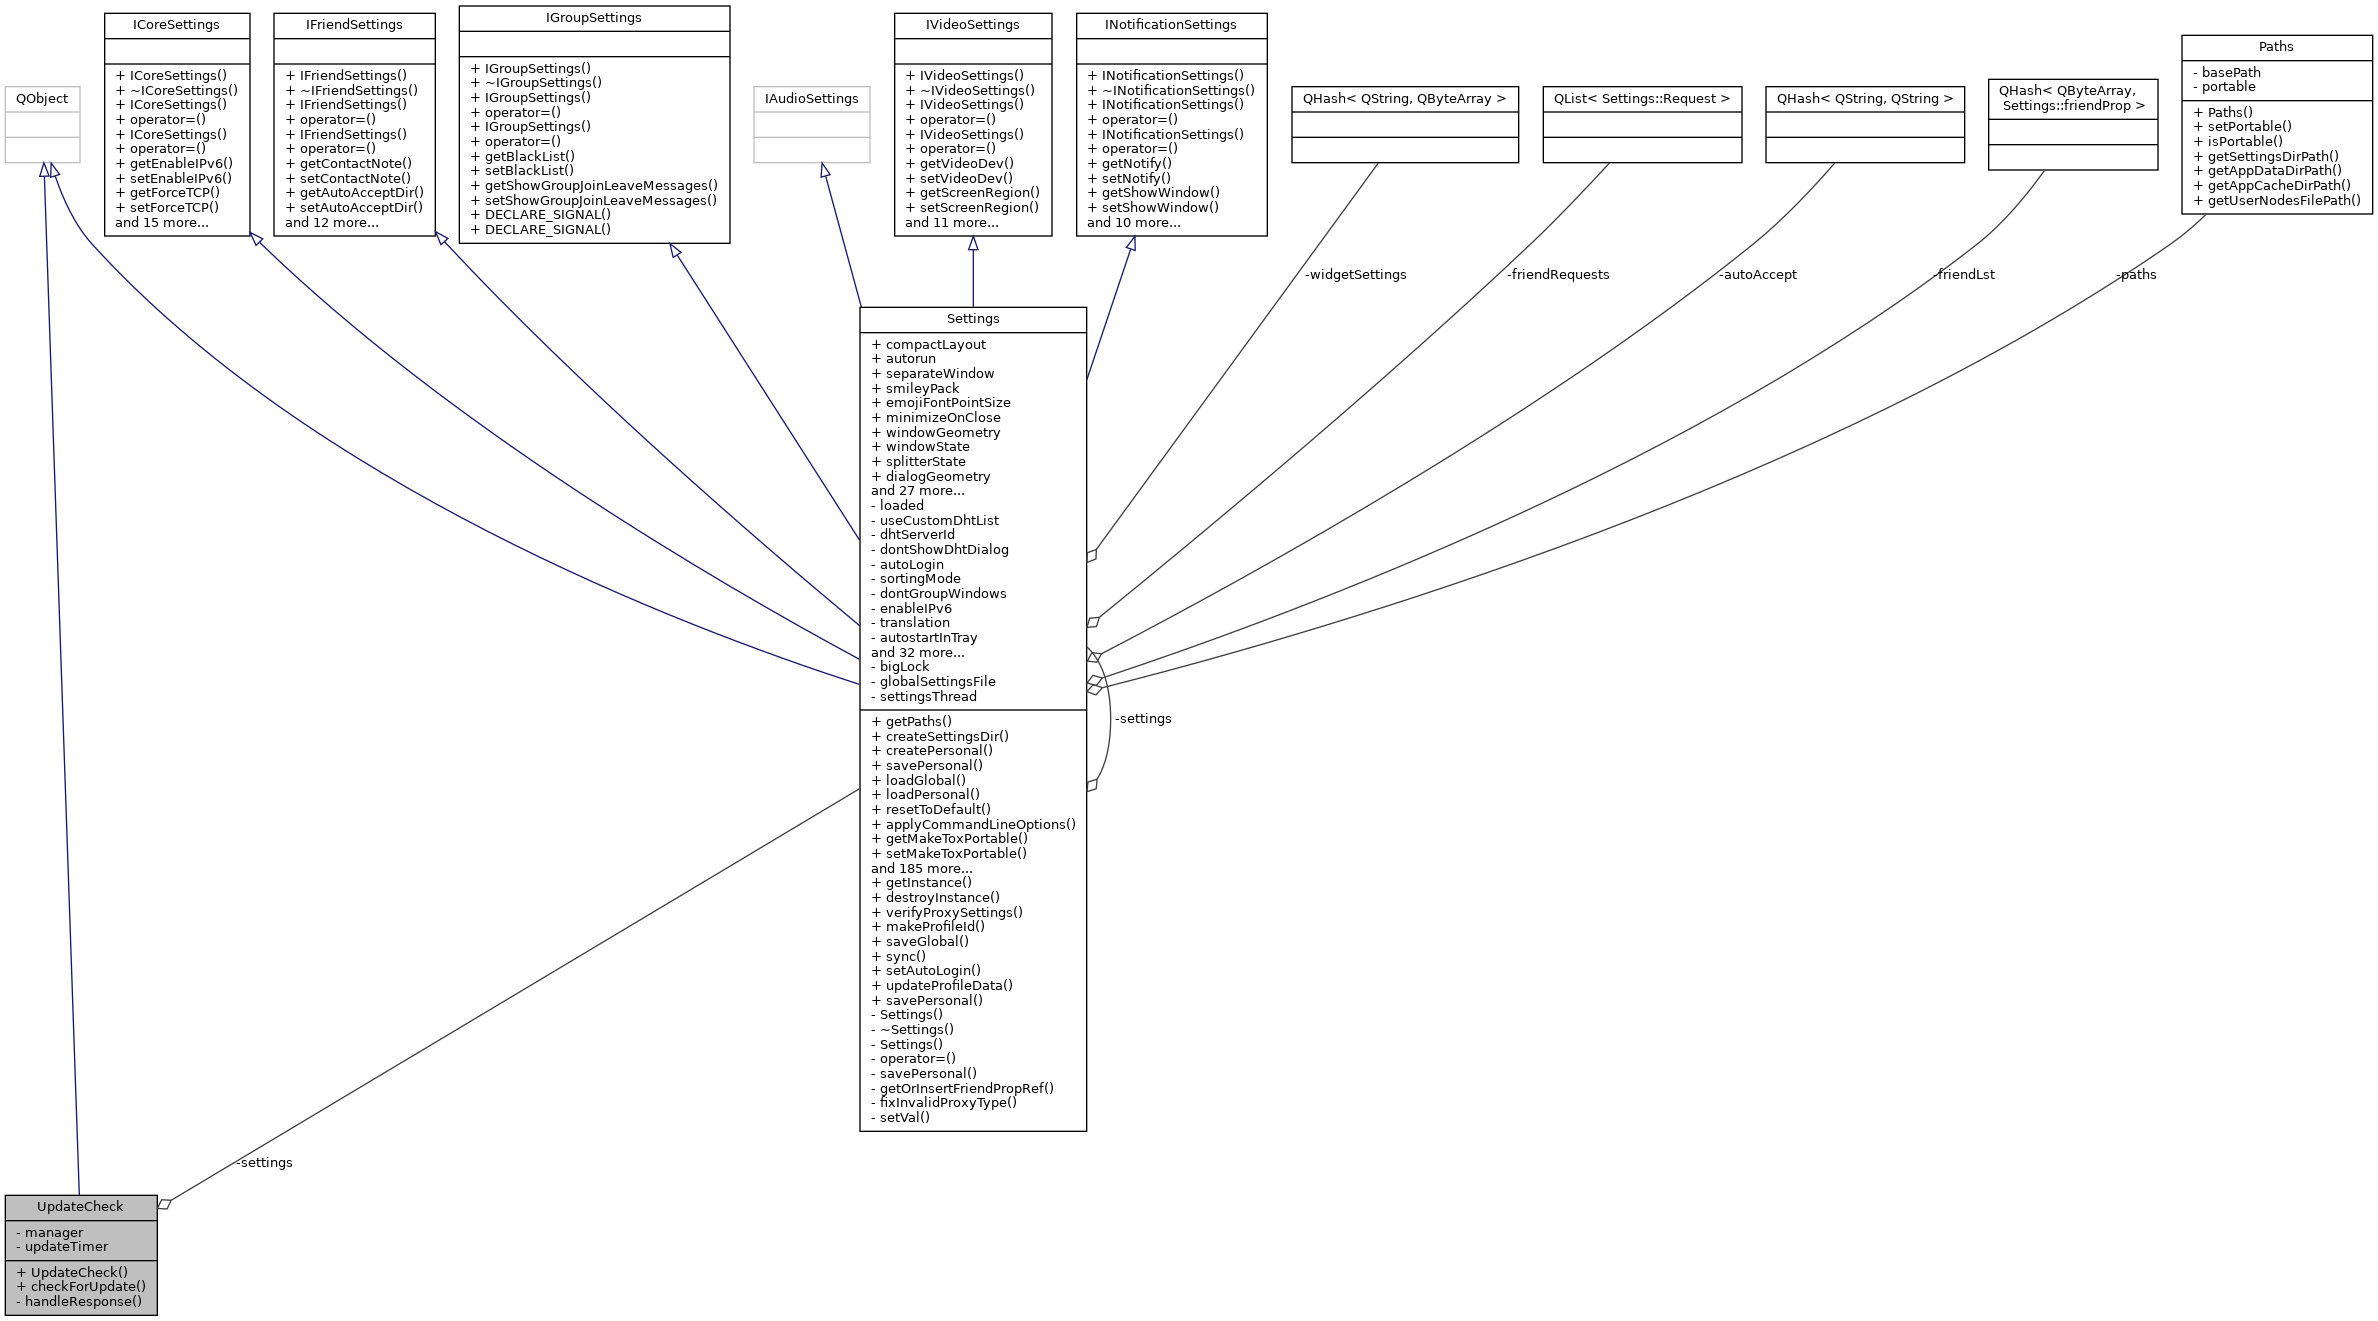 QObject
ICoreSettings
+ ICoreSettings()
+ ~ICoreSettings()
+ ICoreSettings()
+ operator=()
+ ICoreSettings()
+ operator=()
+ getEnableIPv6()
+ setEnableIPv6()
+ getForceTCP()
+ setForceTCP()
and 15 more...
IFriendSettings
+ IFriendSettings()
+ ~IFriendSettings()
+ IFriendSettings()
+ operator=()
+ IFriendSettings()
+ operator=()
+ getContactNote()
+ setContactNote()
+ getAutoAcceptDir()
+ setAutoAcceptDir()
and 12 more...
IGroupSettings
+ IGroupSettings()
+ ~IGroupSettings()
+ IGroupSettings()
+ operator=()
+ IGroupSettings()
+ operator=()
+ getBlackList()
+ setBlackList()
+ getShowGroupJoinLeaveMessages()
+ setShowGroupJoinLeaveMessages()
+ DECLARE_SIGNAL()
+ DECLARE_SIGNAL()
IAudioSettings
IVideoSettings
+ IVideoSettings()
+ ~IVideoSettings()
+ IVideoSettings()
+ operator=()
+ IVideoSettings()
+ operator=()
+ getVideoDev()
+ setVideoDev()
+ getScreenRegion()
+ setScreenRegion()
and 11 more...
INotificationSettings
+ INotificationSettings()
+ ~INotificationSettings()
+ INotificationSettings()
+ operator=()
+ INotificationSettings()
+ operator=()
+ getNotify()
+ setNotify()
+ getShowWindow()
+ setShowWindow()
and 10 more...
QHash< QString, QByteArray >
QList< Settings::Request >
QHash< QString, QString >
QHash< QByteArray,
Settings::friendProp >
Paths
- basePath
- portable
+ Paths()
+ setPortable()
+ isPortable()
+ getSettingsDirPath()
+ getAppDataDirPath()
+ getAppCacheDirPath()
+ getUserNodesFilePath()
-widgetSettings
-friendRequests
-autoAccept
-friendLst
-paths
Settings
+ compactLayout
+ autorun
+ separateWindow
+ smileyPack
+ emojiFontPointSize
+ minimizeOnClose
+ windowGeometry
+ windowState
+ splitterState
+ dialogGeometry
and 27 more...
- loaded
- useCustomDhtList
- dhtServerId
- dontShowDhtDialog
- autoLogin
- sortingMode
- dontGroupWindows
- enableIPv6
- translation
- autostartInTray
and 32 more...
- bigLock
- globalSettingsFile
- settingsThread
+ getPaths()
+ createSettingsDir()
+ createPersonal()
+ savePersonal()
+ loadGlobal()
+ loadPersonal()
+ resetToDefault()
+ applyCommandLineOptions()
+ getMakeToxPortable()
+ setMakeToxPortable()
and 185 more...
+ getInstance()
+ destroyInstance()
+ verifyProxySettings()
+ makeProfileId()
+ saveGlobal()
+ sync()
+ setAutoLogin()
+ updateProfileData()
+ savePersonal()
- Settings()
- ~Settings()
- Settings()
- operator=()
- savePersonal()
- getOrInsertFriendPropRef()
- fixInvalidProxyType()
- setVal()
-settings
-settings
UpdateCheck
- manager
- updateTimer
+ UpdateCheck()
+ checkForUpdate()
- handleResponse()